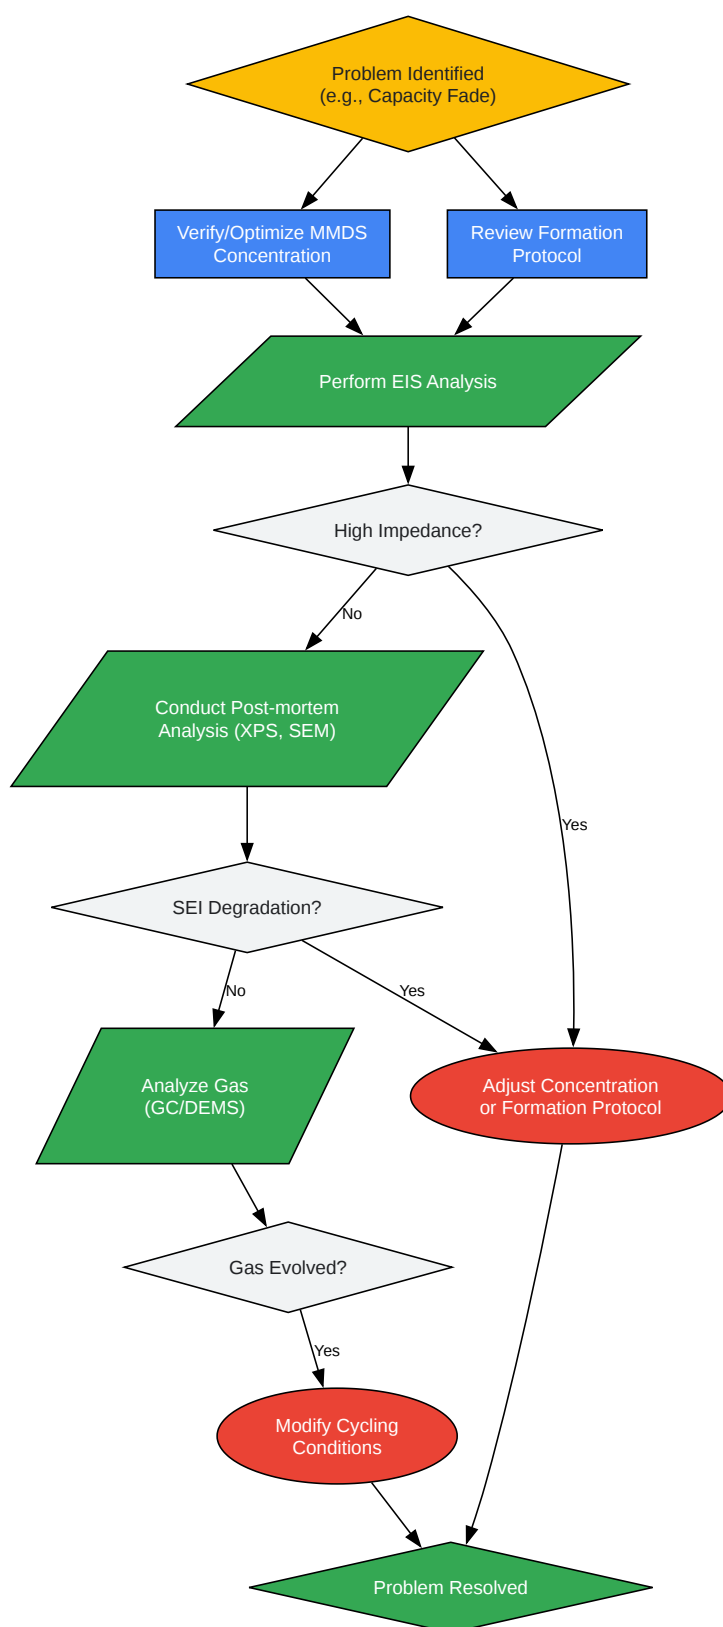 Problem Identified
(e.g., Capacity Fade)
Verify/Optimize MMDS
Concentration
Review Formation
Protocol
Perform EIS Analysis
High Impedance?
No
Conduct Post-mortem
Analysis (XPS, SEM)
Yes
SEI Degradation?
No
Yes
Analyze Gas
(GC/DEMS)
Adjust Concentration
or Formation Protocol
Gas Evolved?
Yes
Modify Cycling
Conditions
Problem Resolved